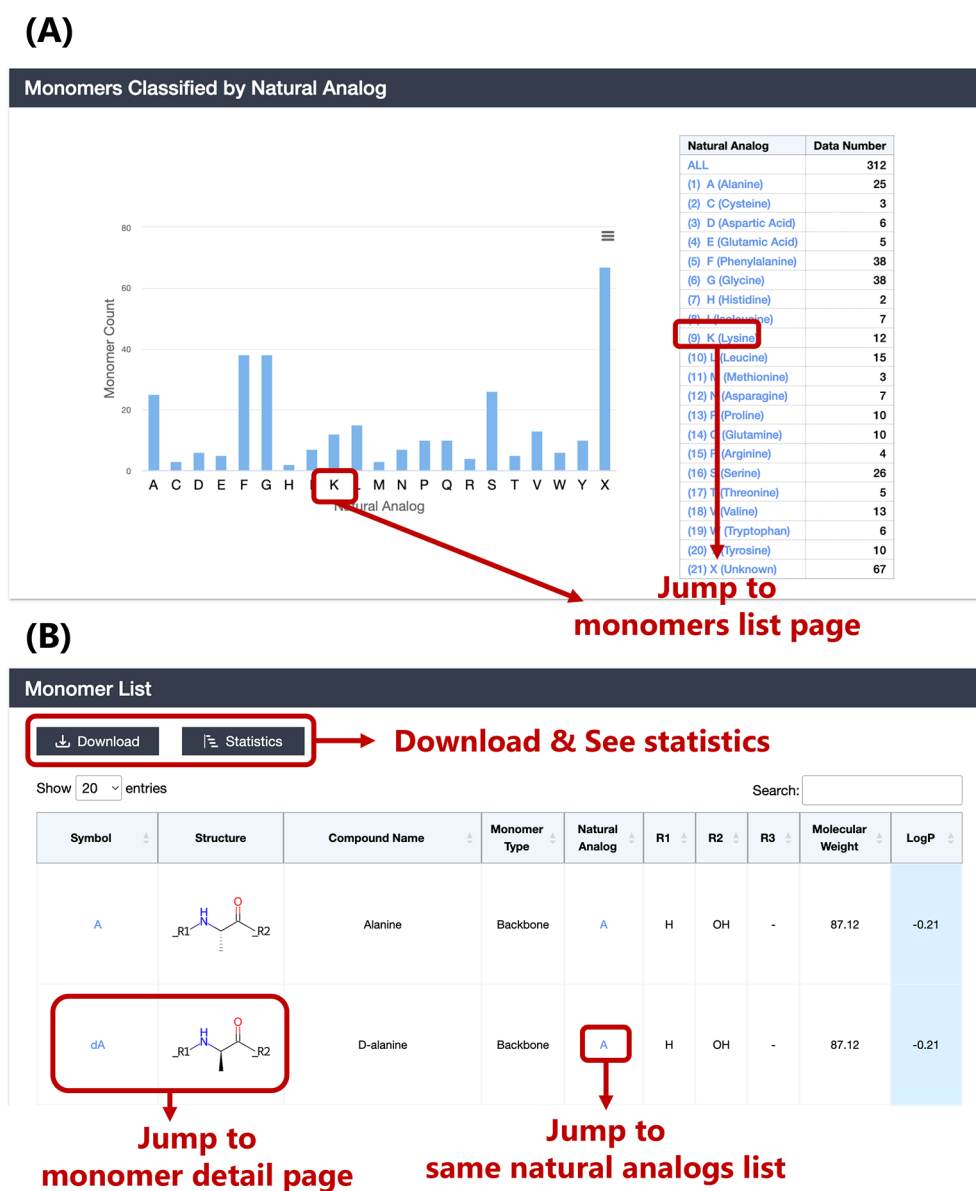 (A)
Monomers Classified by Natural Analog
Natural Analog Data Number
ALL 312
(1) A (Alanine) 25
(2) C (Cysteine) 3
(3) D (Aspartic Acid) 6
(4) E (Glutamic Acid) 5
(5) F (Phenylalanine) 38
(6) G (Glycine) 38
(7) H (Histidine) 2
(8) I (Isoleucine) 7
(9) K (Lysine) 12
(10) L (Leucine) 15
(11) M (Methionine) 3
(12) N (Asparagine) 7
(13) P (Proline) 10
(14) Q (Glutamine) 10
(15) R (Arginine) 4
(16) S (Serine) 26
(17) T (Threonine) 5
(18) V (Valine) 13
(19) W (Tryptophan) 6
(20) Y (Tyrosine) 10
(21) X (Unknown) 67
Monomer Count
80
60
40
20
0
A C D E F G H I K L M N P Q R S T V W Y X
Natural Analog
Jump to
monomers list page
(B)
Monomer List
Download Statistics
Download & See statistics
Show 20 entries
Search:
Symbol Structure Compound Name Monomer Type Natural Analog R1 R2 R3 Molecular Weight LogP
A _R1 H N O _R2 Alanine Backbone A H OH - 87.12 -0.21
dA _R1 H N O _R2 D-alanine Backbone A H OH - 87.12 -0.21
Jump to
monomer detail page
Jump to
same natural analogs list